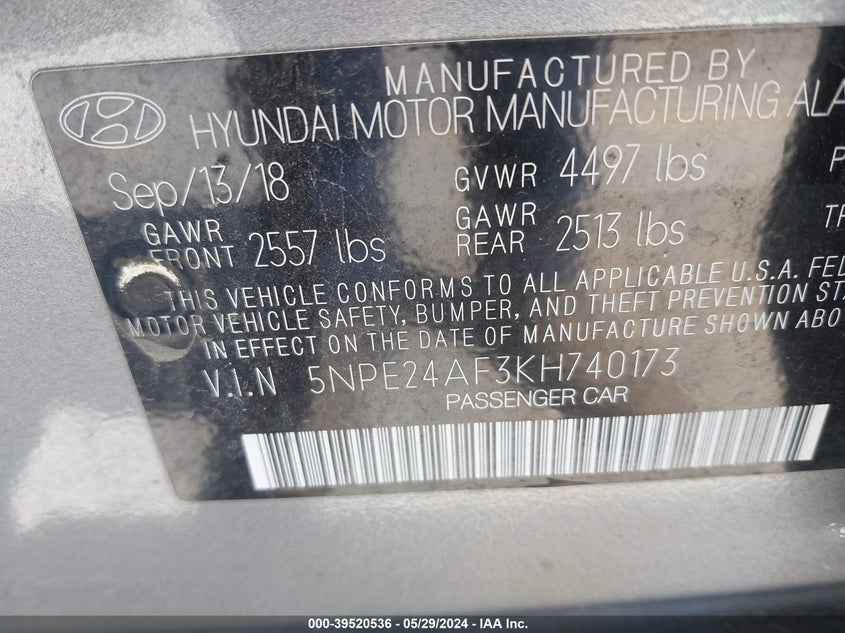 MANUFACTURED BY
HYUNDAI MOTOR MANUFACTURING ALA
Sep/13/18 GVWR 4497 lbs P
GAWR FRONT 2557 lbs GAWR REAR 2513 lbs TR
THIS VEHICLE CONFORMS TO ALL APPLICABLE U.S.A. FEL
MOTOR VEHICLE SAFETY, BUMPER, AND THEFT PREVENTION STA
IN EFFECT ON THE DATE OF MANUFACTURE SHOWN ABO
V.I.N 5NPE24AF3KH740173
PASSENGER CAR
000-39520536 - 05/29/2024 - IAA Inc.